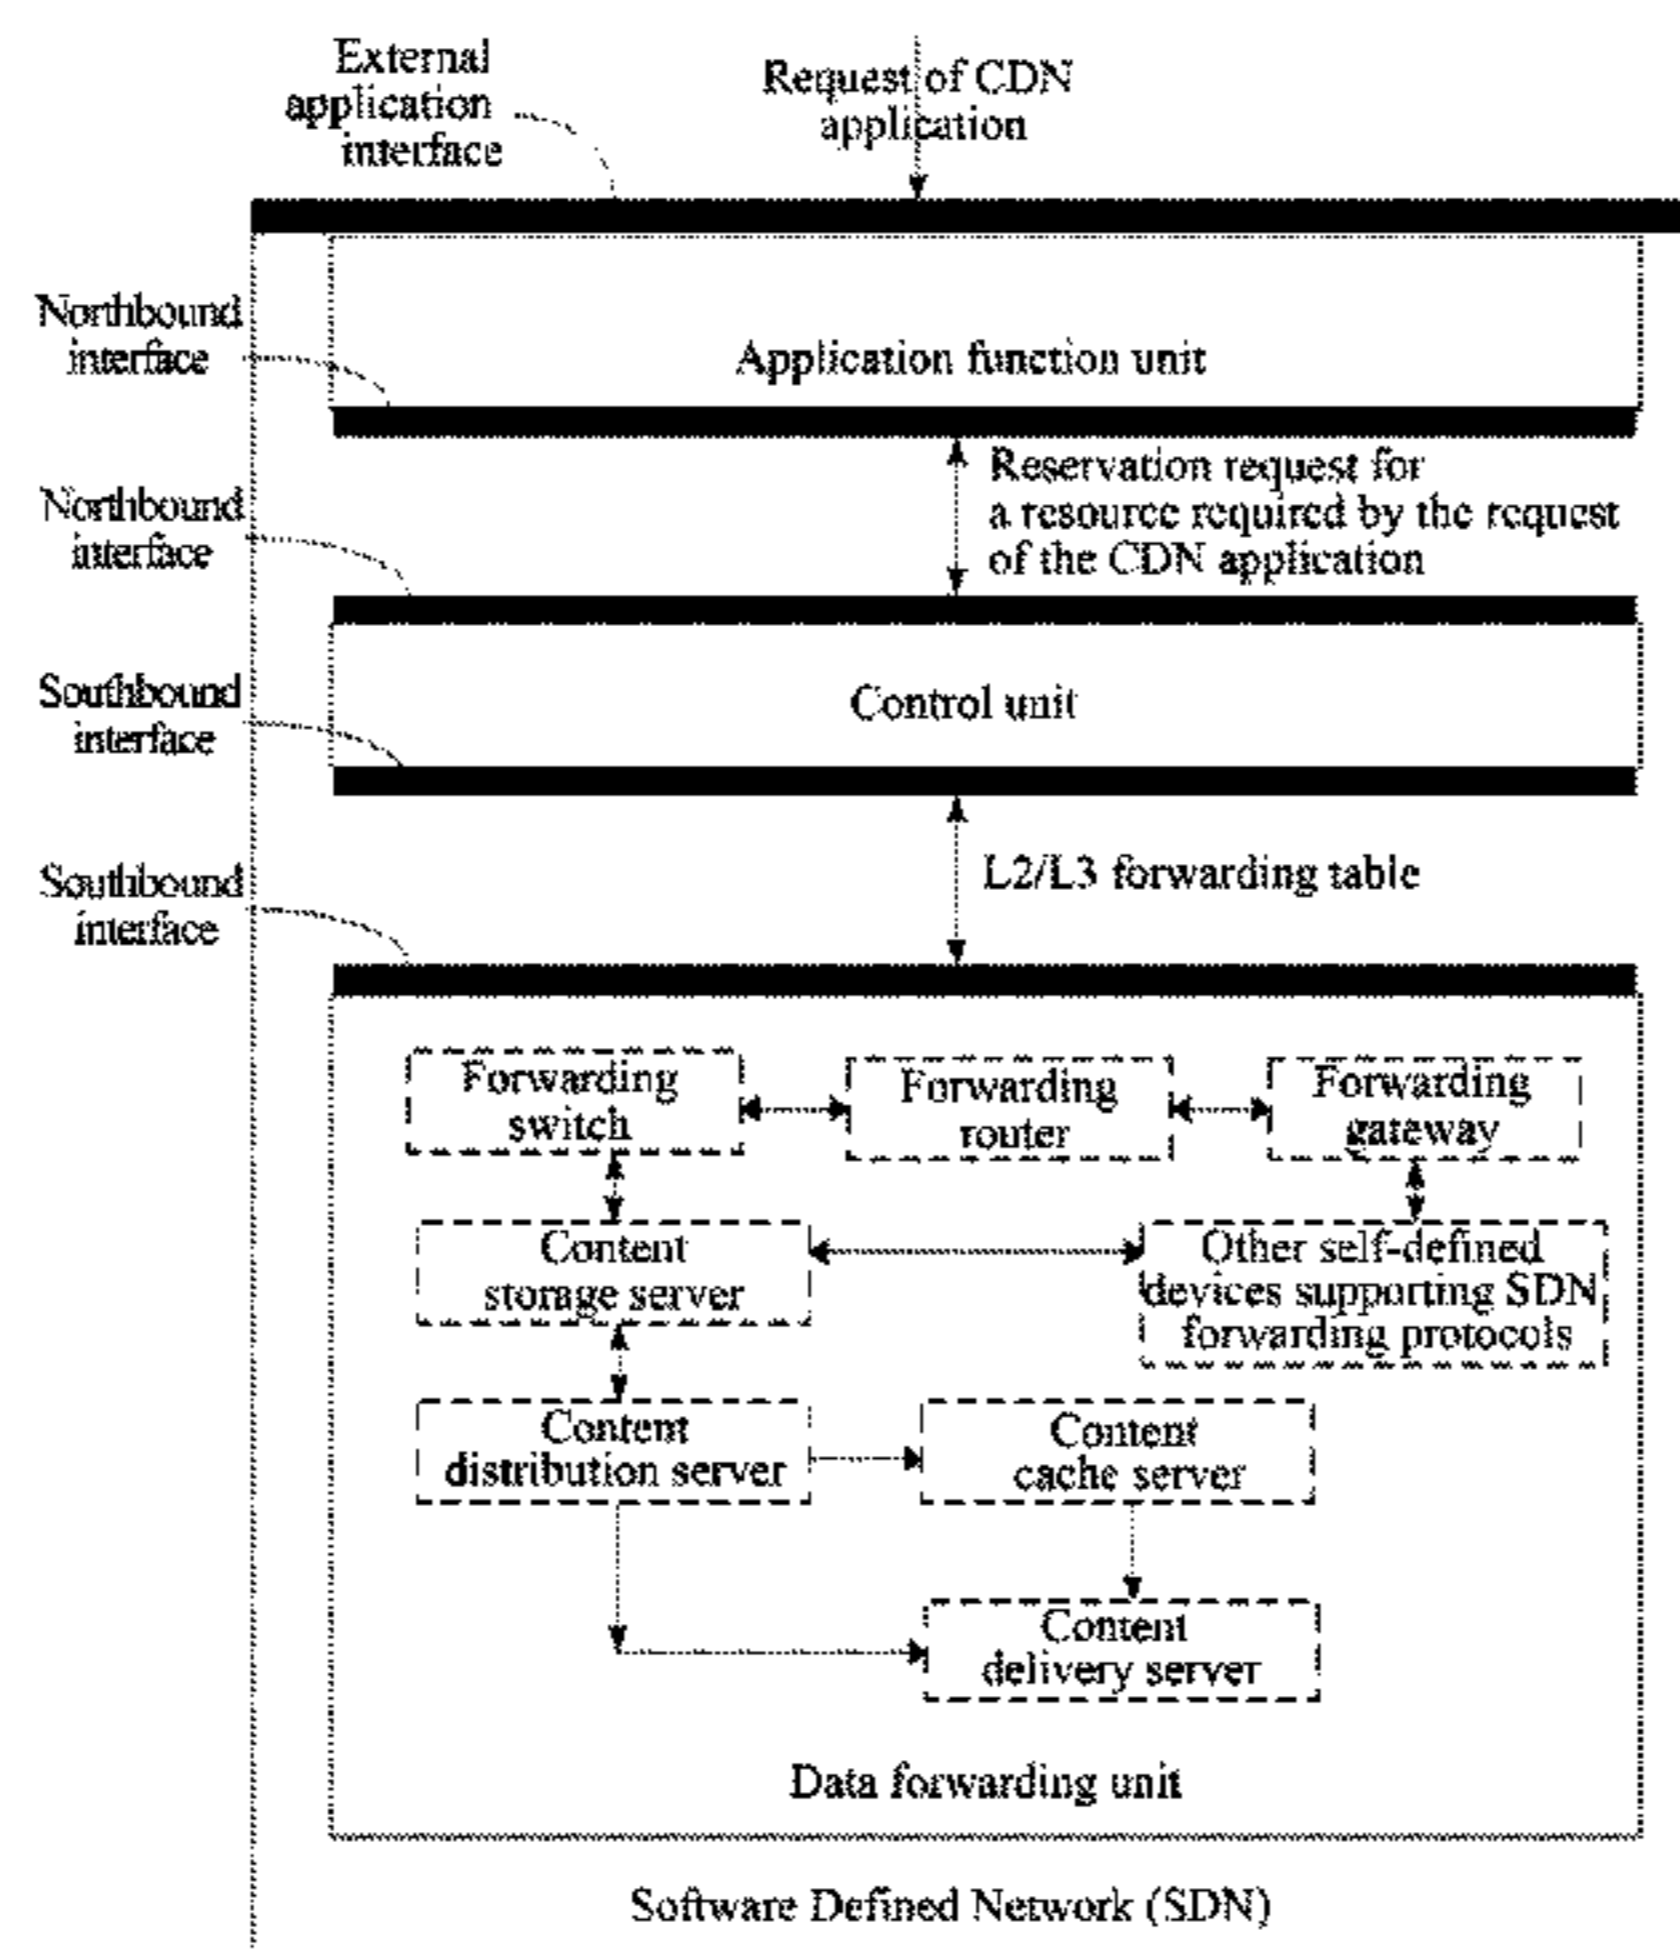 External
application
interface
Request of CDN
application
Northbound
interface
Application function unit
Northbound
interface
Reservation request for
a resource required by the request
of the CDN application
Southbound
interface
Control unit
Southbound
interface
L2/L3 forwarding table
Forwarding
switch
Forwarding
router
Forwarding
gateway
Content
storage server
Other self-defined
devices supporting SDN
forwarding protocols
Content
distribution server
Content
cache server
Content
delivery server
Data forwarding unit
Software Defined Network (SDN)